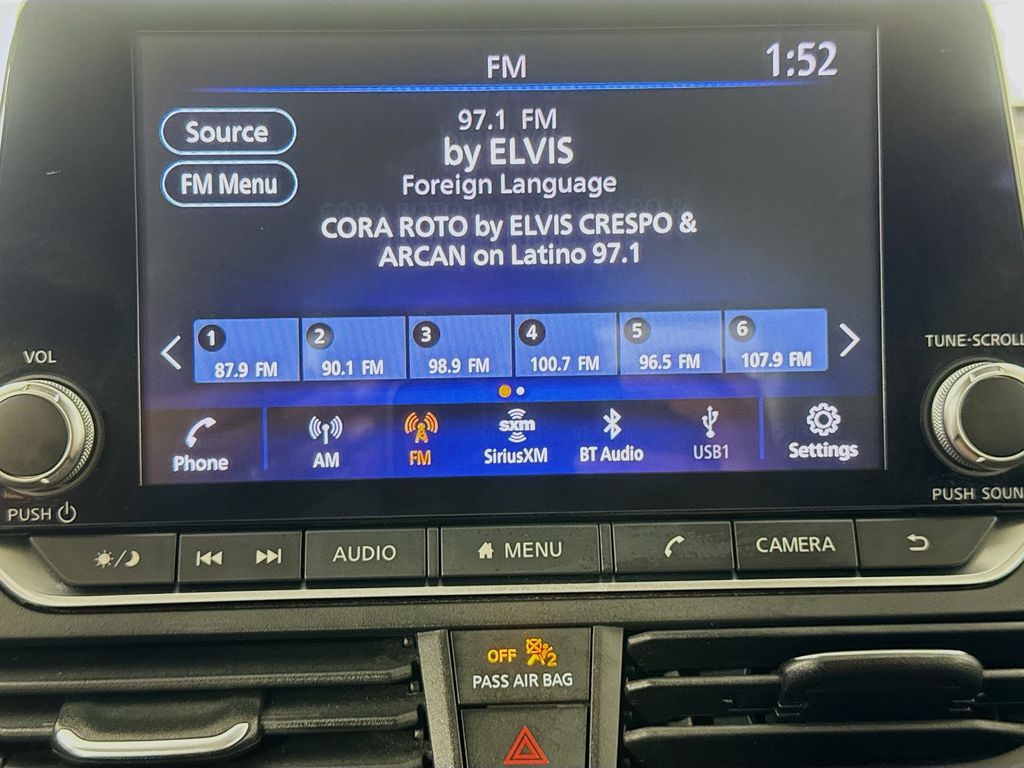 FM
1:52
97.1 FM
Source
by ELVIS
FM Menu
Foreign Language
CORA ROTO by ELVIS CRESPO &
ARCAN on Latino 97.1
1 2 3 4 5 6
87.9 FM 90.1 FM 98.9 FM 100.7 FM 96.5 FM 107.9 FM
VOL
TUNE·SCROLL
sxm
Phone AM FM SiriusXM BT Audio USB1 Settings
PUSH
PUSH SOUN
AUDIO MENU CAMERA
OFF 2
PASS AIR BAG